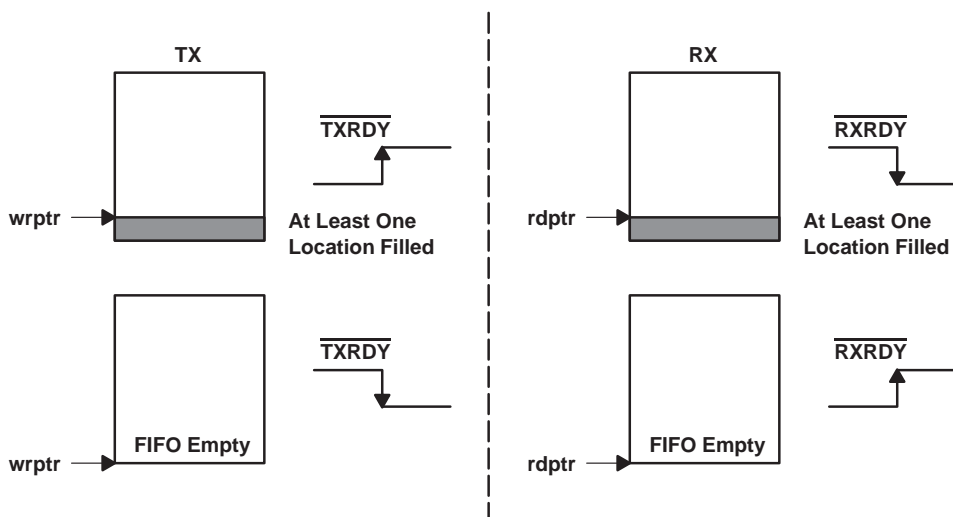 TX
TXRDY
wrptr
At Least One
Location Filled
TXRDY
FIFO Empty
wrptr
RX
RXRDY
rdptr
At Least One
Location Filled
RXRDY
FIFO Empty
rdptr